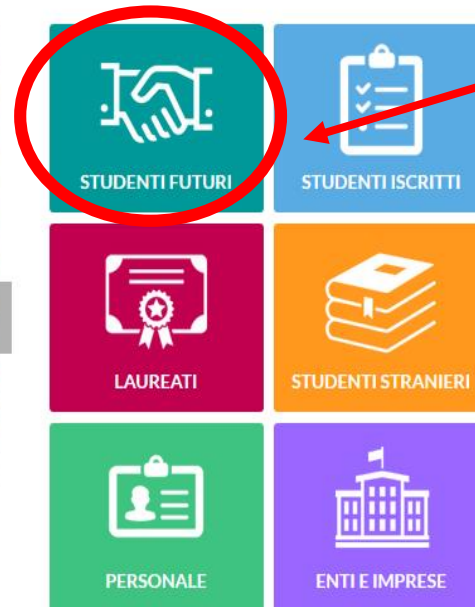 STUDENTI FUTURI
STUDENTI ISCRITTI
LAUREATI
STUDENTI STRANIERI
PERSONALE
ENTI E IMPRESE